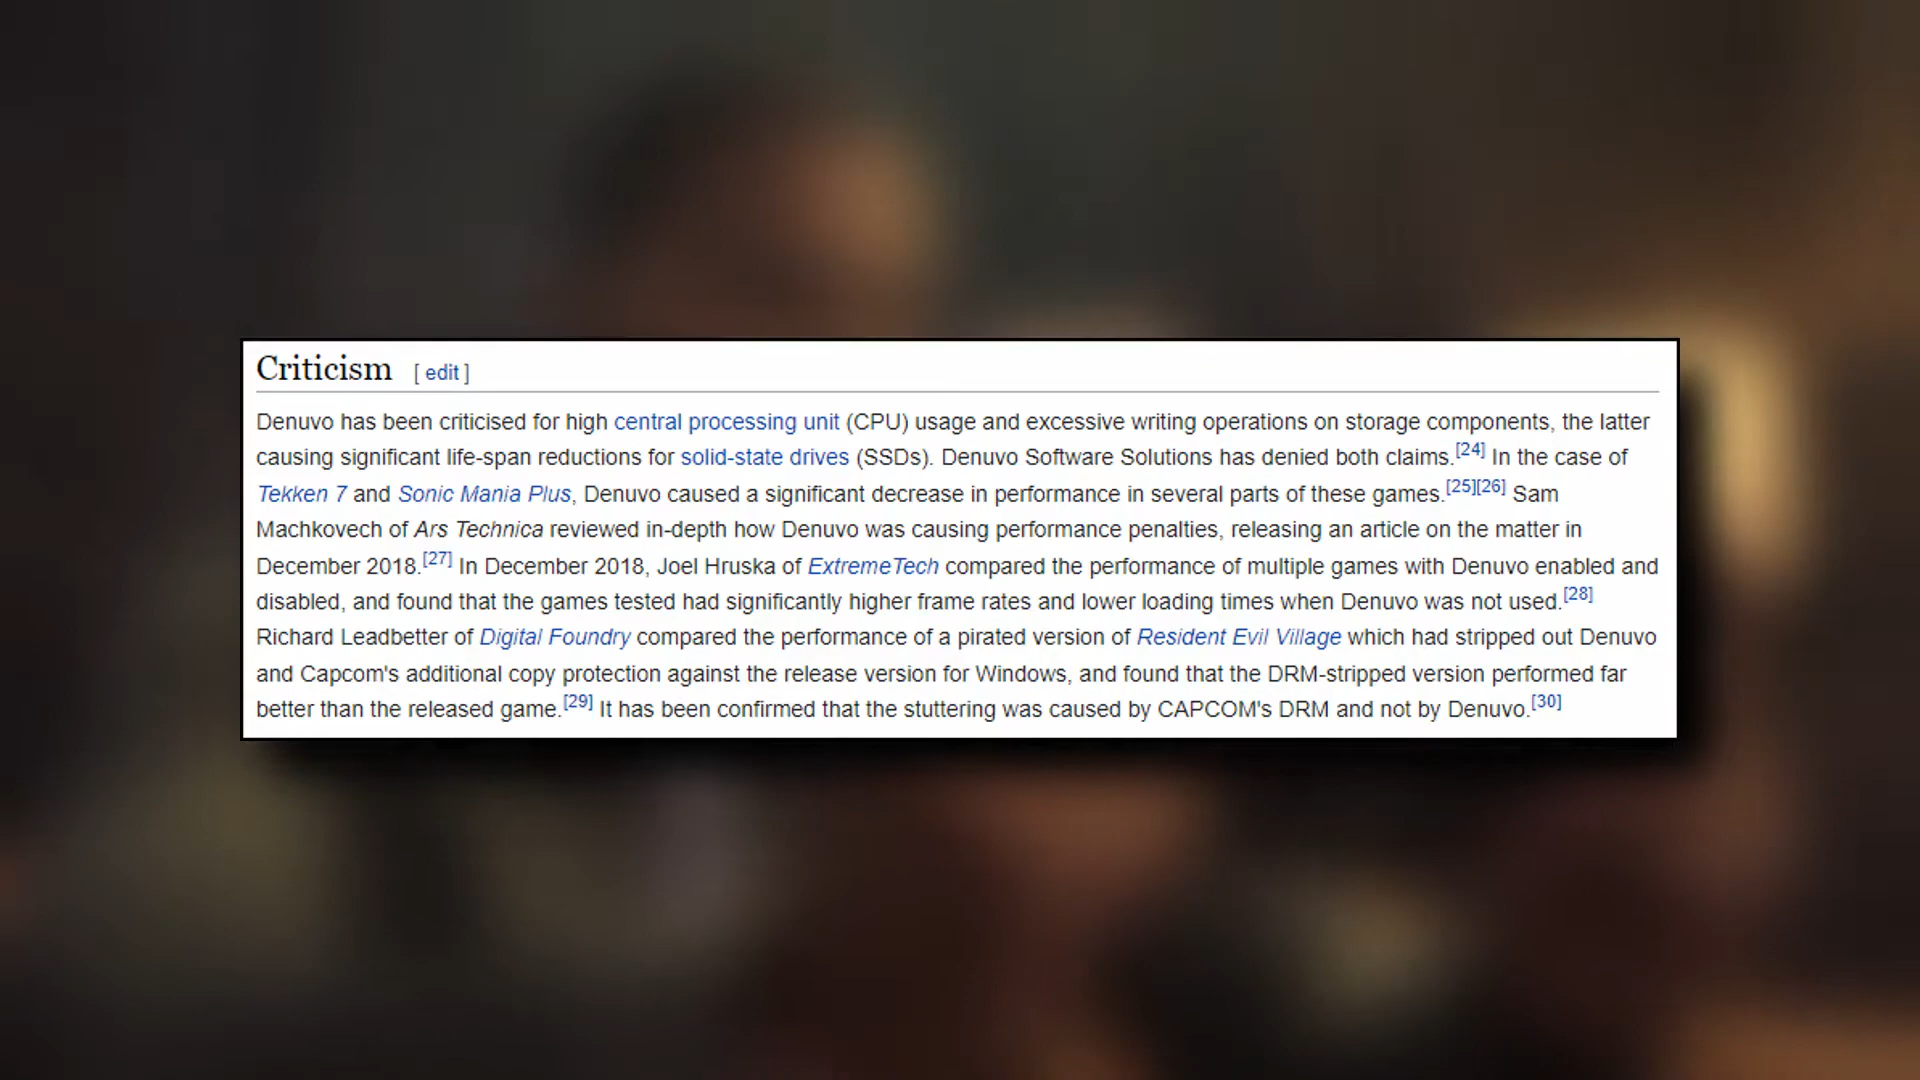 Criticism [ edit ]
Denuvo has been criticised for high central processing unit (CPU) usage and excessive writing operations on storage components, the latter
causing significant life-span reductions for solid-state drives (SSDs). Denuvo Software Solutions has denied both claims.[24] In the case of
Tekken 7 and Sonic Mania Plus, Denuvo caused a significant decrease in performance in several parts of these games.[25][26] Sam
Machkovech of Ars Technica reviewed in-depth how Denuvo was causing performance penalties, releasing an article on the matter in
December 2018.[27] In December 2018, Joel Hruska of ExtremeTech compared the performance of multiple games with Denuvo enabled and
disabled, and found that the games tested had significantly higher frame rates and lower loading times when Denuvo was not used.[28]
Richard Leadbetter of Digital Foundry compared the performance of a pirated version of Resident Evil Village which had stripped out Denuvo
and Capcom's additional copy protection against the release version for Windows, and found that the DRM-stripped version performed far
better than the released game.[29] It has been confirmed that the stuttering was caused by CAPCOM's DRM and not by Denuvo.[30]